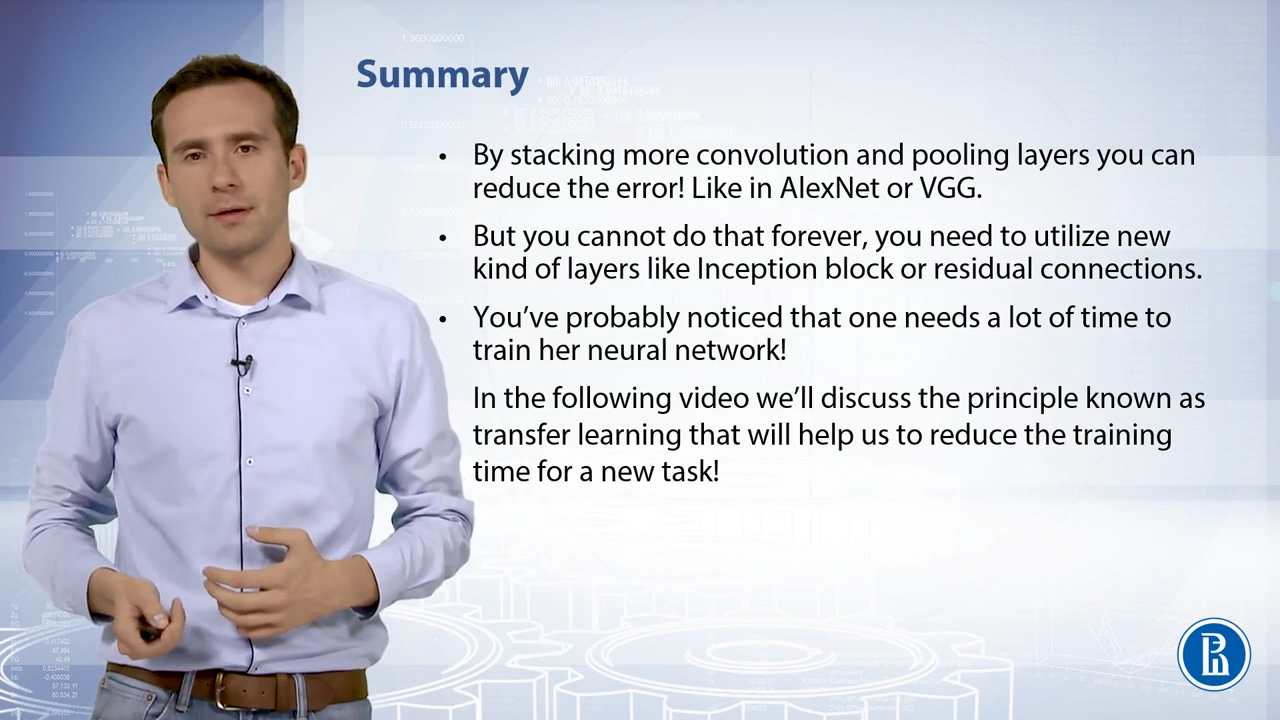 Summary
• By stacking more convolution and pooling layers you can
reduce the error! Like in AlexNet or VGG.
• But you cannot do that forever, you need to utilize new
kind of layers like Inception block or residual connections.
• You’ve probably noticed that one needs a lot of time to
train her neural network!
In the following video we’ll discuss the principle known as
transfer learning that will help us to reduce the training
time for a new task!